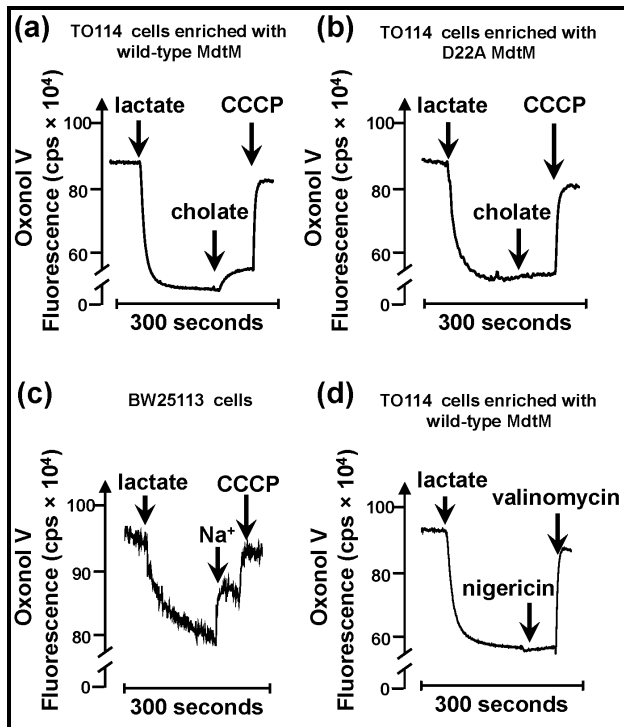 (a)
TO114 cells enriched with
wild-type MdtM
lactate
CCCP
100
80
60
0
cholate
Oxonol V
Fluorescence (cps × 10⁴)
300 seconds
(b)
TO114 cells enriched with
D22A MdtM
lactate
CCCP
100
80
60
0
cholate
Oxonol V
Fluorescence (cps × 10⁴)
300 seconds
(c)
BW25113 cells
lactate
CCCP
Na⁺
100
90
80
0
Oxonol V
Fluorescence (cps × 10⁴)
300 seconds
(d)
TO114 cells enriched with
wild-type MdtM
lactate
valinomycin
nigericin
100
80
60
0
Oxonol V
Fluorescence (cps × 10⁴)
300 seconds